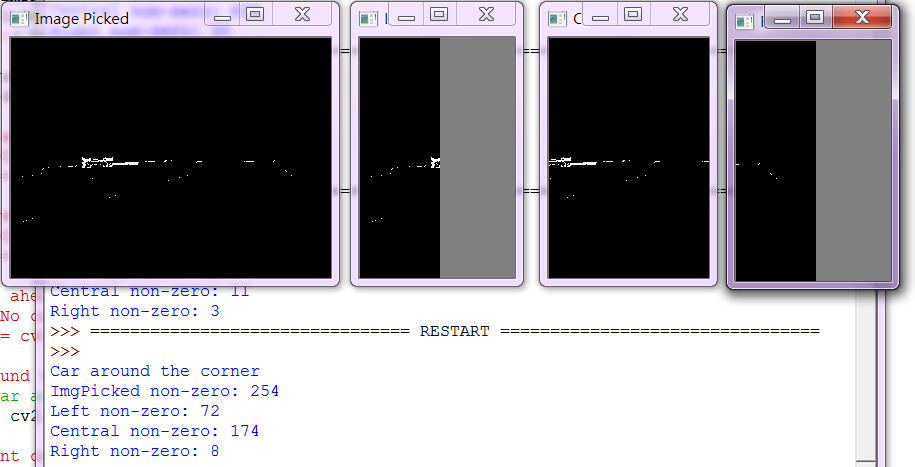 Image Picked
Central non-zero: 11
Right non-zero: 3
>>> ================================ RESTART ================================
>>>
Car around the corner
ImgPicked non-zero: 254
Left non-zero: 72
Central non-zero: 174
Right non-zero: 8
ahe
No
= cv
und
ar a
cv2
nt